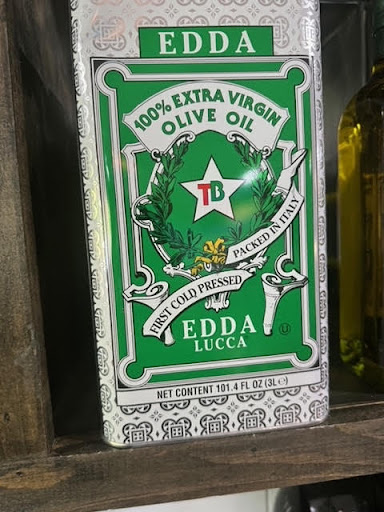 EDDA
100% EXTRA VIRGIN
OLIVE OIL
TB
FIRST COLD PRESSED
PACKED IN ITALY
EDDA
LUCCA
U
NET CONTENT 101.4 FL OZ (3L ℮)